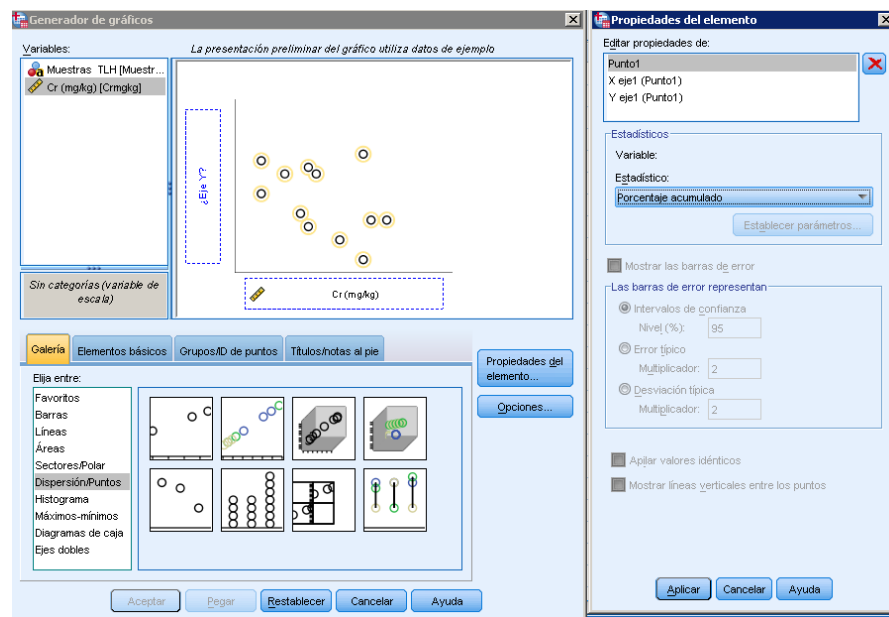 Generador de gráficos
Variables:
La presentación preliminar del gráfico utiliza datos de ejemplo
Muestras TLH [Muestr...
Cr (mg/kg) [Crmgkg]
¿Eje Y?
Cr (mg/kg)
Sin categorías (variable de
escala)
Galería
Elementos básicos
Grupos/ID de puntos
Títulos/notas al pie
Elija entre:
Favoritos
Barras
Líneas
Áreas
Sectores/Polar
Dispersión/Puntos
Histograma
Máximos-mínimos
Diagramas de caja
Ejes dobles
Propiedades del
elemento...
Opciones...
Aceptar
Pegar
Restablecer
Cancelar
Ayuda
Propiedades del elemento
Editar propiedades de:
Punto1
X eje1 (Punto1)
Y eje1 (Punto1)
Estadísticos
Variable:
Estadístico:
Porcentaje acumulado
Establecer parámetros...
Mostrar las barras de error
Las barras de error representan
Intervalos de confianza
Nivel (%): 95
Error típico
Multiplicador: 2
Desviación típica
Multiplicador: 2
Apilar valores idénticos
Mostrar líneas verticales entre los puntos
Aplicar
Cancelar
Ayuda